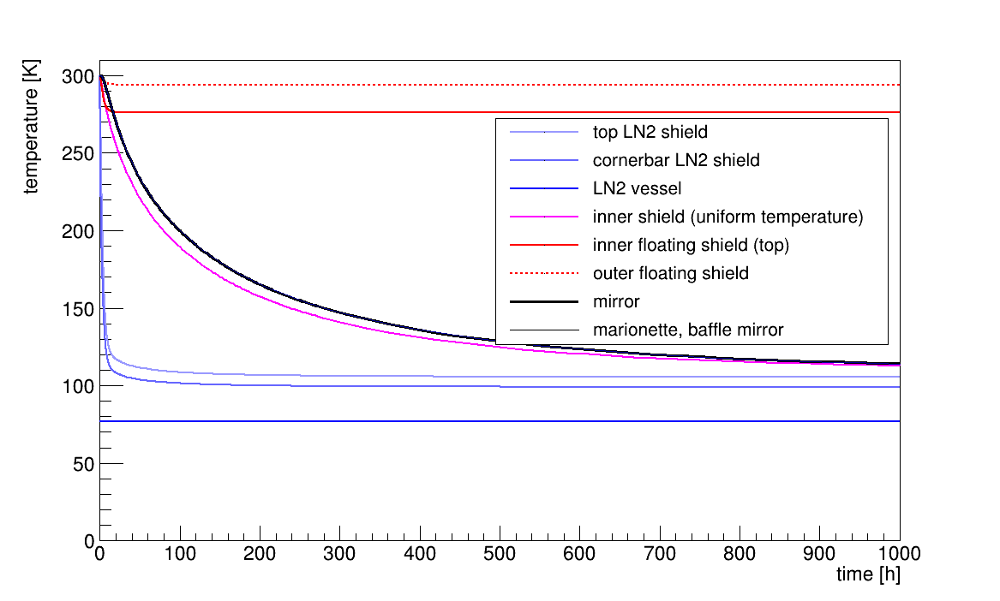 temperature [K]
300
250
200
150
100
50
0
top LN2 shield
cornerbar LN2 shield
LN2 vessel
inner shield (uniform temperature)
inner floating shield (top)
outer floating shield
mirror
marionette, baffle mirror
0 100 200 300 400 500 600 700 800 900 1000
time [h]